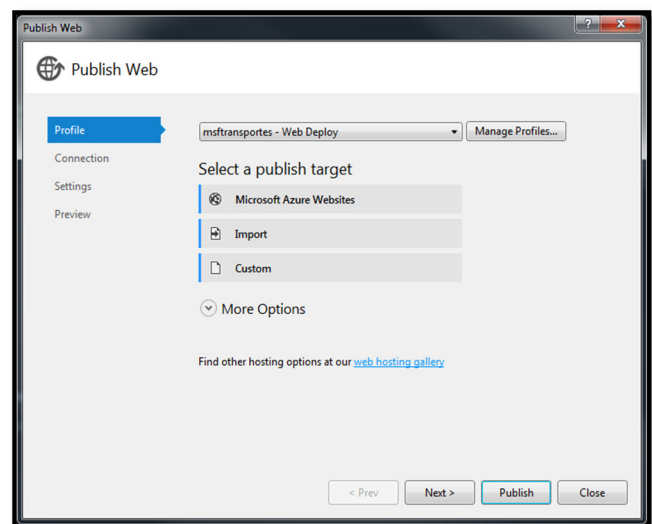 Publish Web
Publish Web
Profile
Connection
Settings
Preview
msftransportes - Web Deploy
Manage Profiles...
Select a publish target
Microsoft Azure Websites
Import
Custom
More Options
Find other hosting options at our web hosting gallery
< Prev
Next >
Publish
Close